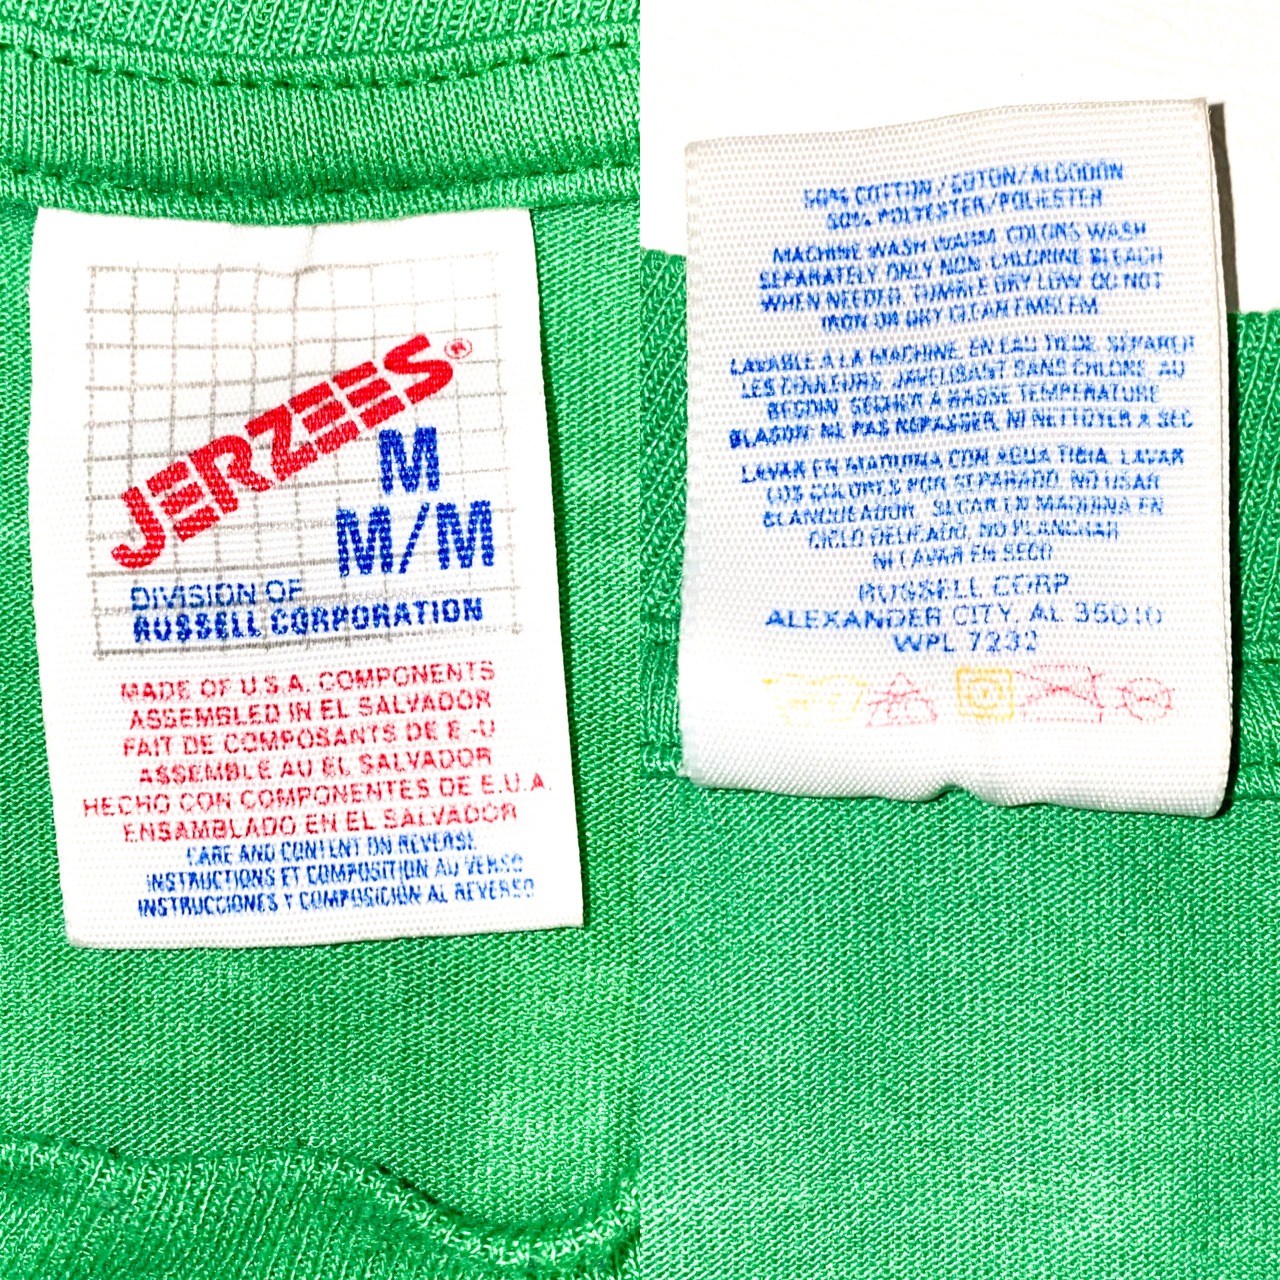 JERZEES®
M
M/M
DIVISION OF
RUSSELL CORPORATION
MADE OF U.S.A. COMPONENTS
ASSEMBLED IN EL SALVADOR
FAIT DE COMPOSANTS DE E.-U
ASSEMBLE AU EL SALVADOR
HECHO CON COMPONENTES DE E.U.A.
ENSAMBLADO EN EL SALVADOR
CARE AND CONTENT ON REVERSE
INSTRUCTIONS ET COMPOSITION AU VERSO
INSTRUCCIONES Y COMPOSICIÓN AL REVERSO
50% COTTON/COTON/ALGODÓN
50% POLYESTER/POLIESTER
MACHINE WASH WARM, COLORS WASH
SEPARATELY, ONLY NON-CHLORINE BLEACH
WHEN NEEDED, TUMBLE DRY LOW, DO NOT
IRON OR DRY CLEAN EMBLEM
LAVABLE À LA MACHINE, EN EAU TIEDE, SÉPARER
LES COULEURS, JAVELISANT SANS CHLORE, AU
BESOIN, SÉCHER A BASSE TEMPERATURE
BLASON: NE PAS REPASSER, NI NETTOYER A SEC
LAVAR EN MAQUINA CON AGUA TIBIA, LAVAR
LOS COLORES POR SEPARADO, NO USAR
BLANQUEADOR, SECAR EN MAQUINA EN
CICLO DELICADO, NO PLANCHAR
NI LAVAR EN SECO
RUSSELL CORP.
ALEXANDER CITY, AL 35010
WPL 7232